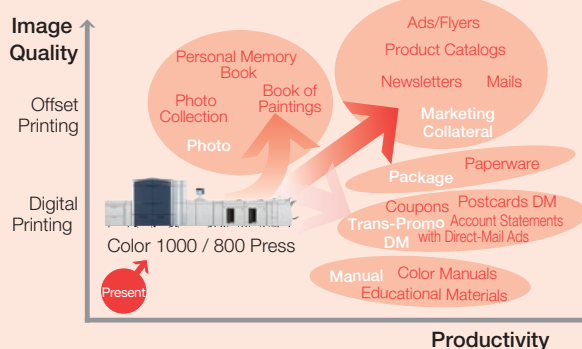 Image
Quality
Offset
Printing
Digital
Printing
Personal Memory
Book
Photo
Collection
Book of
Paintings
Photo
Ads/Flyers
Product Catalogs
Newsletters
Mails
Marketing
Collateral
Paperware
Package
Coupons
Postcards DM
Trans-Promo
DM
Account Statements
with Direct-Mail Ads
Manual
Color Manuals
Educational Materials
Color 1000 / 800 Press
Present
Productivity